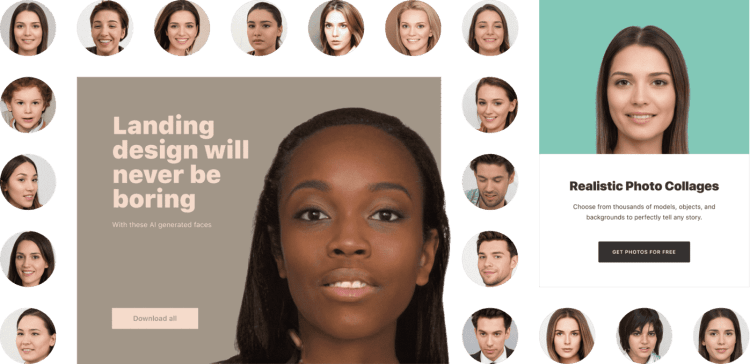 Landing
design will
never be
boring
With these AI generated faces
Download all
Realistic Photo Collages
Choose from thousands of models, objects, and
backgrounds to perfectly tell any story.
GET PHOTOS FOR FREE